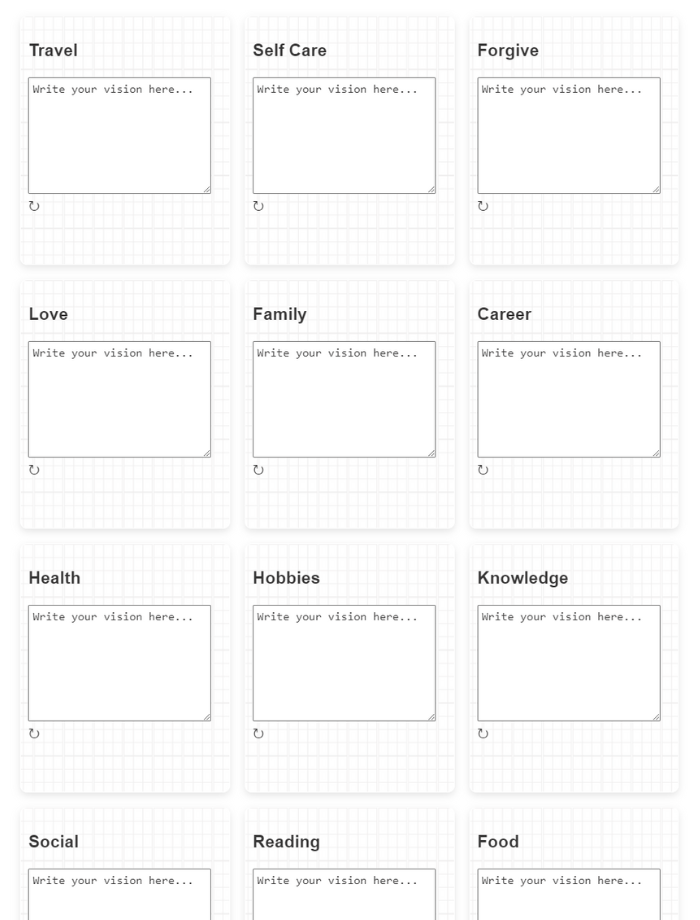 Travel Self Care Forgive
Write your vision here... Write your vision here... Write your vision here...
↻ ↻ ↻
Love Family Career
Write your vision here... Write your vision here... Write your vision here...
↻ ↻ ↻
Health Hobbies Knowledge
Write your vision here... Write your vision here... Write your vision here...
↻ ↻ ↻
Social Reading Food
Write your vision here... Write your vision here... Write your vision here...